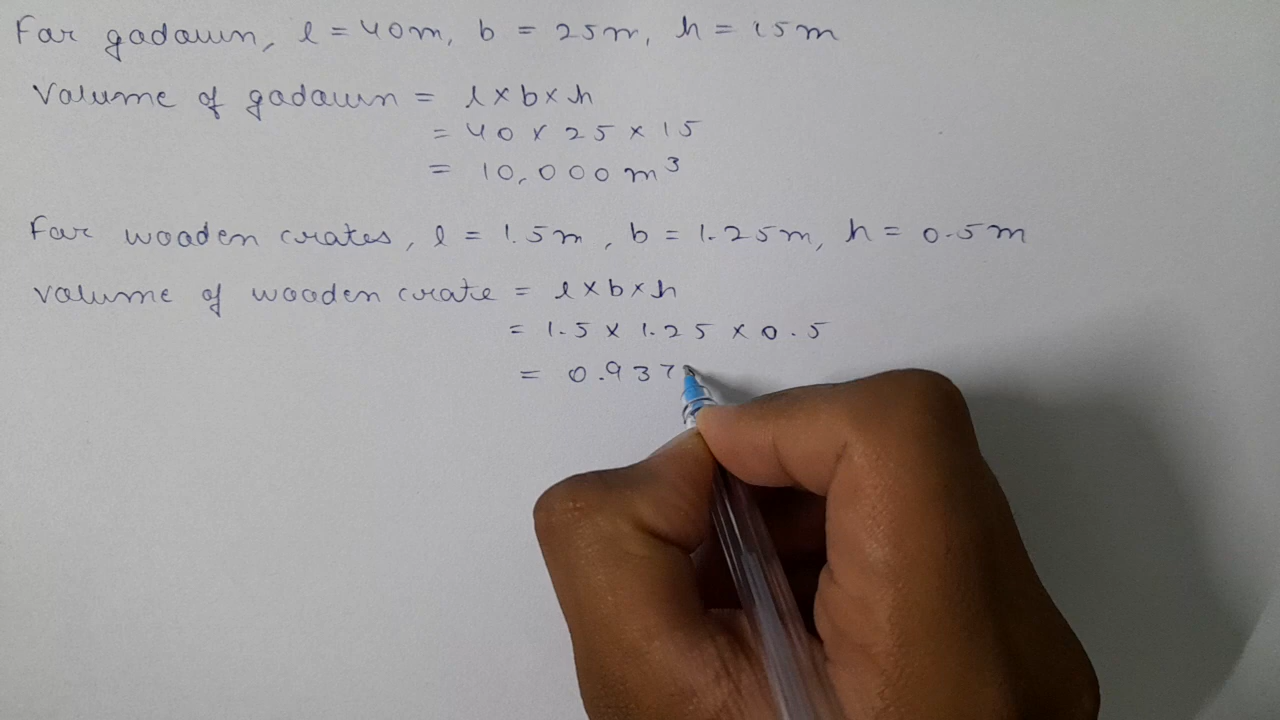 For godown, l = 40m, b = 25m, h = 15m
Volume of godown = l × b × h
= 40 × 25 × 15
= 10,000 m³
For wooden crates, l = 1.5m, b = 1.25m, h = 0.5m
volume of wooden crate = l × b × h
= 1.5 × 1.25 × 0.5
= 0.937